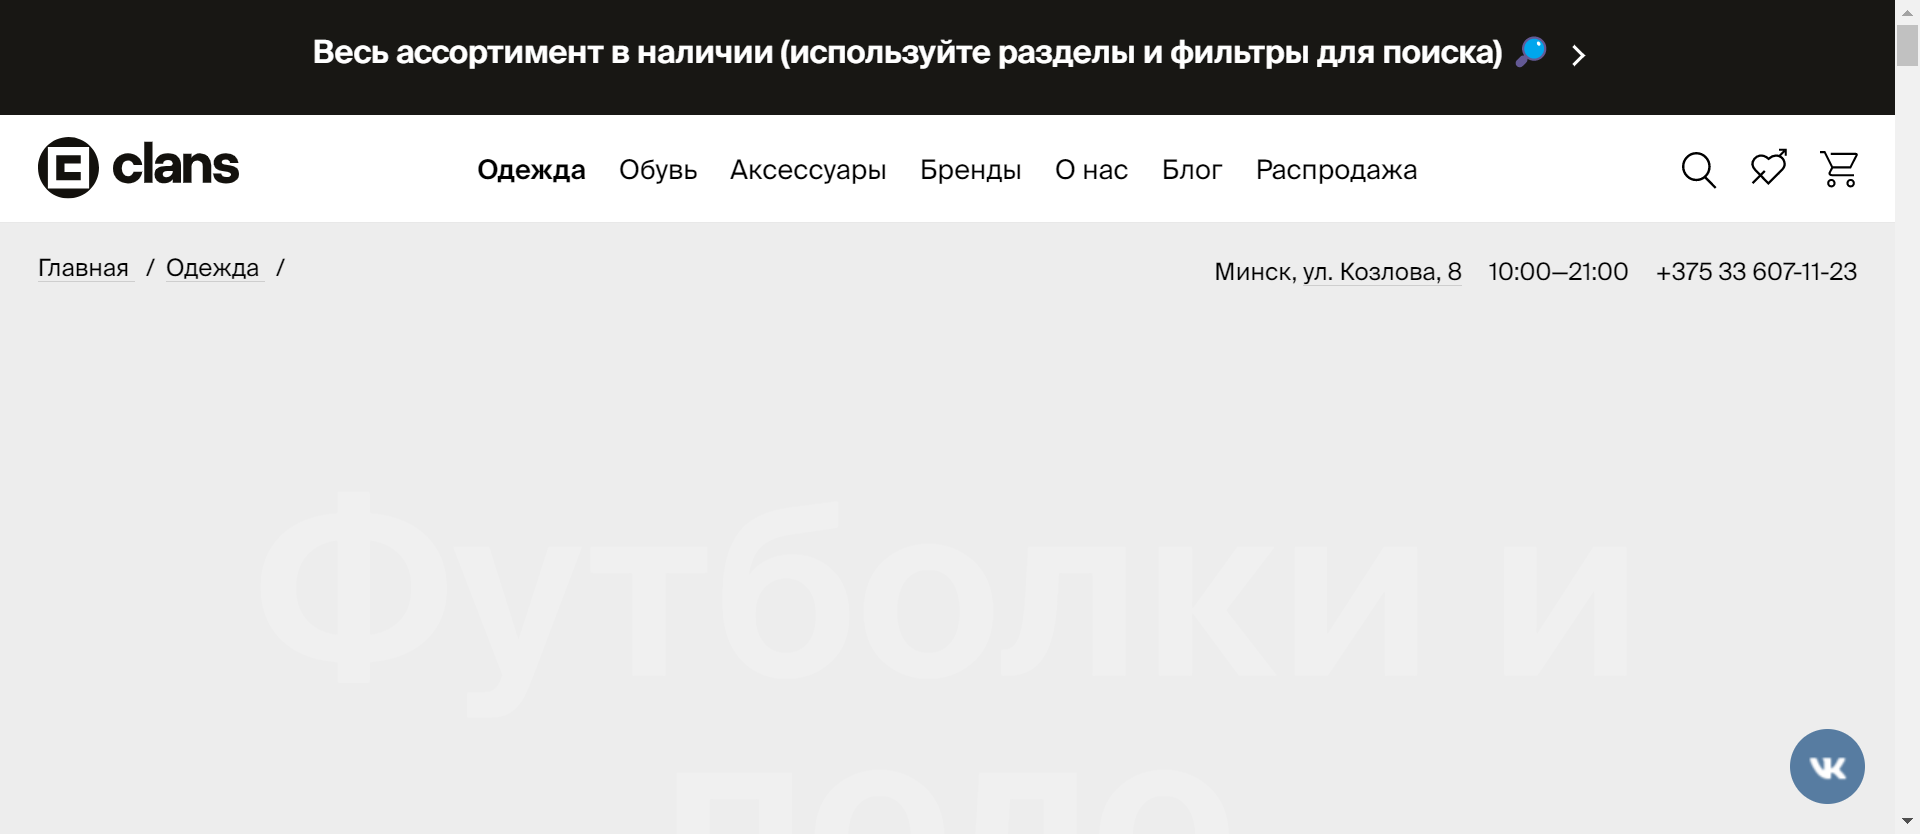 Весь ассортимент в наличии (используйте разделы и фильтры для поиска)
clans
Одежда Обувь Аксессуары Бренды О нас Блог Распродажа
Главная / Одежда /
Минск, ул. Козлова, 8 10:00—21:00 +375 33 607-11-23
Футболки и
поло